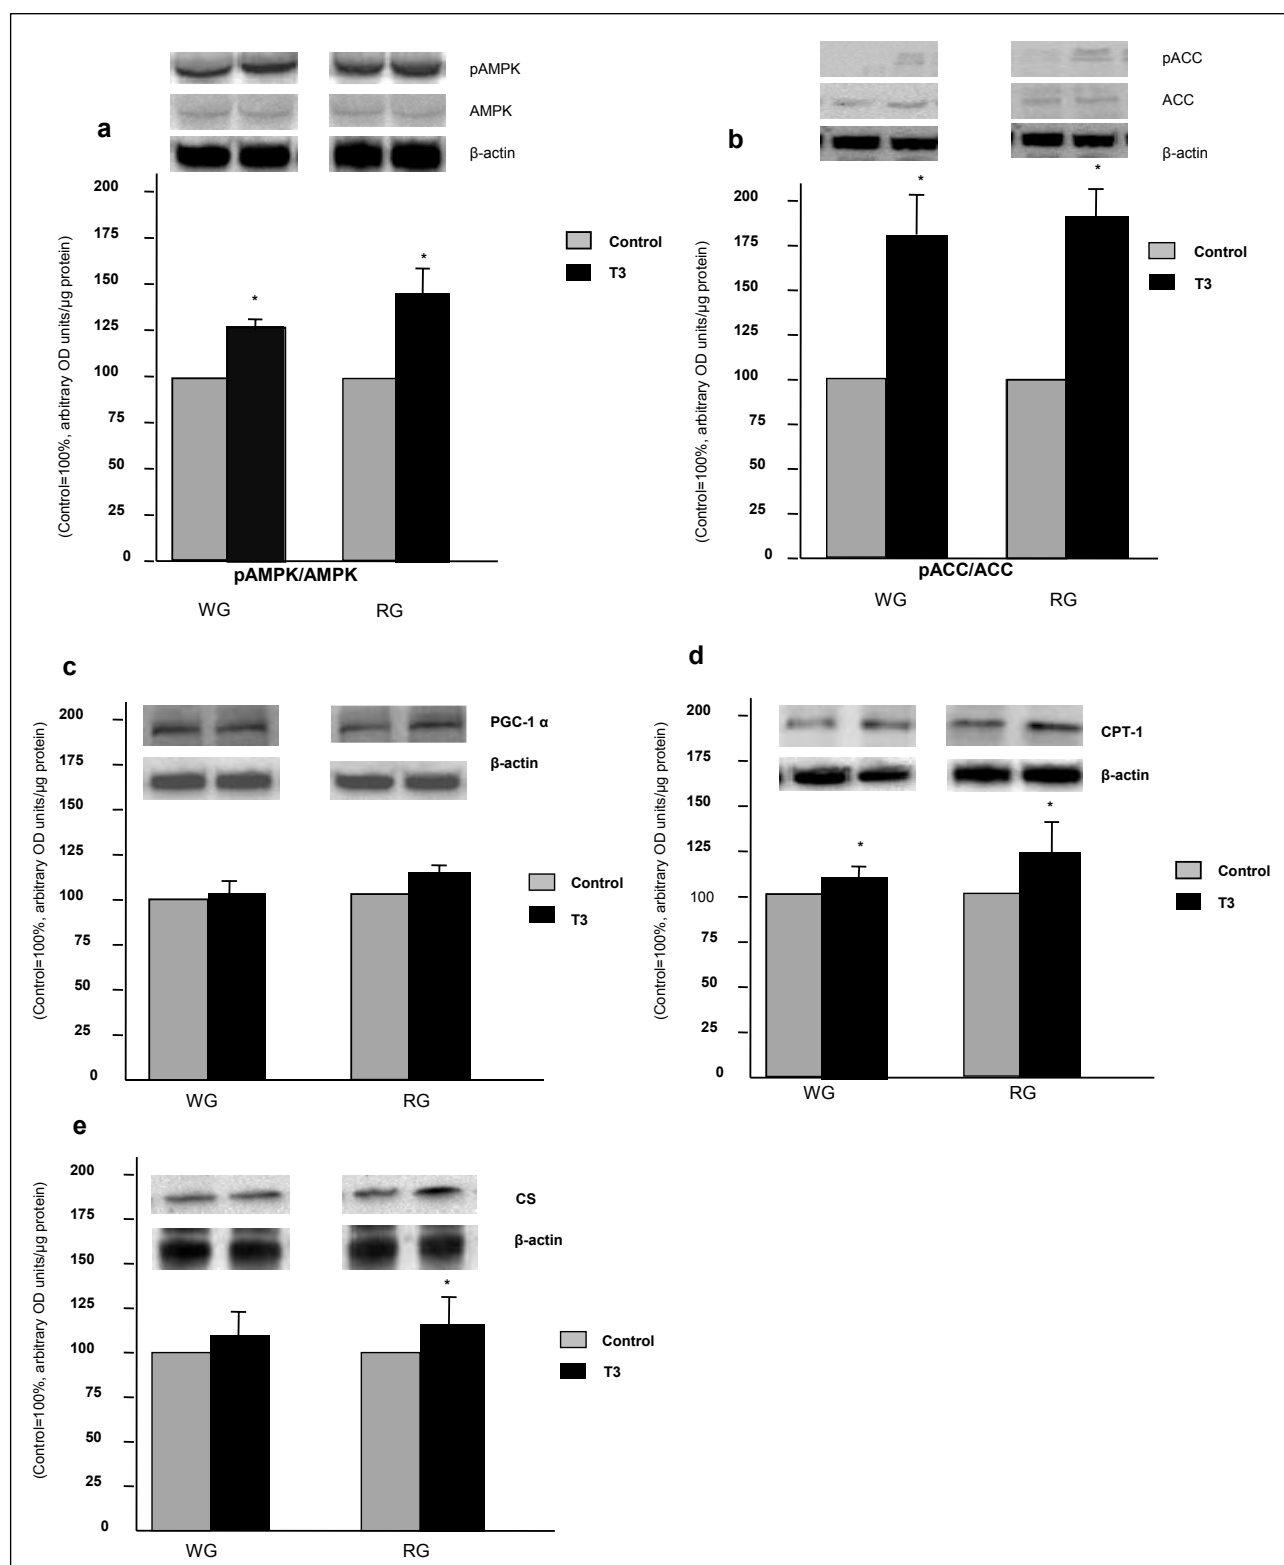 pAMPK
AMPK
β-actin
a
(Control=100%, arbitrary OD units/µg protein)
200
175
150
125
100
75
50
25
0
*
*
Control
T3
pAMPK/AMPK
WG
RG
pACC
ACC
β-actin
b
(Control=100%, arbitrary OD units/µg protein)
200
175
150
125
100
75
50
25
0
*
*
Control
T3
pACC/ACC
WG
RG
c
(Control=100%, arbitrary OD units/µg protein)
200
175
150
125
100
75
50
25
0
PGC-1 α
β-actin
Control
T3
WG
RG
d
(Control=100%, arbitrary OD units/µg protein)
200
175
150
200
125
100
75
50
25
0
CPT-1
β-actin
*
*
Control
T3
WG
RG
e
(Control=100%, arbitrary OD units/µg protein)
200
175
150
125
100
75
50
25
0
CS
β-actin
*
Control
T3
WG
RG